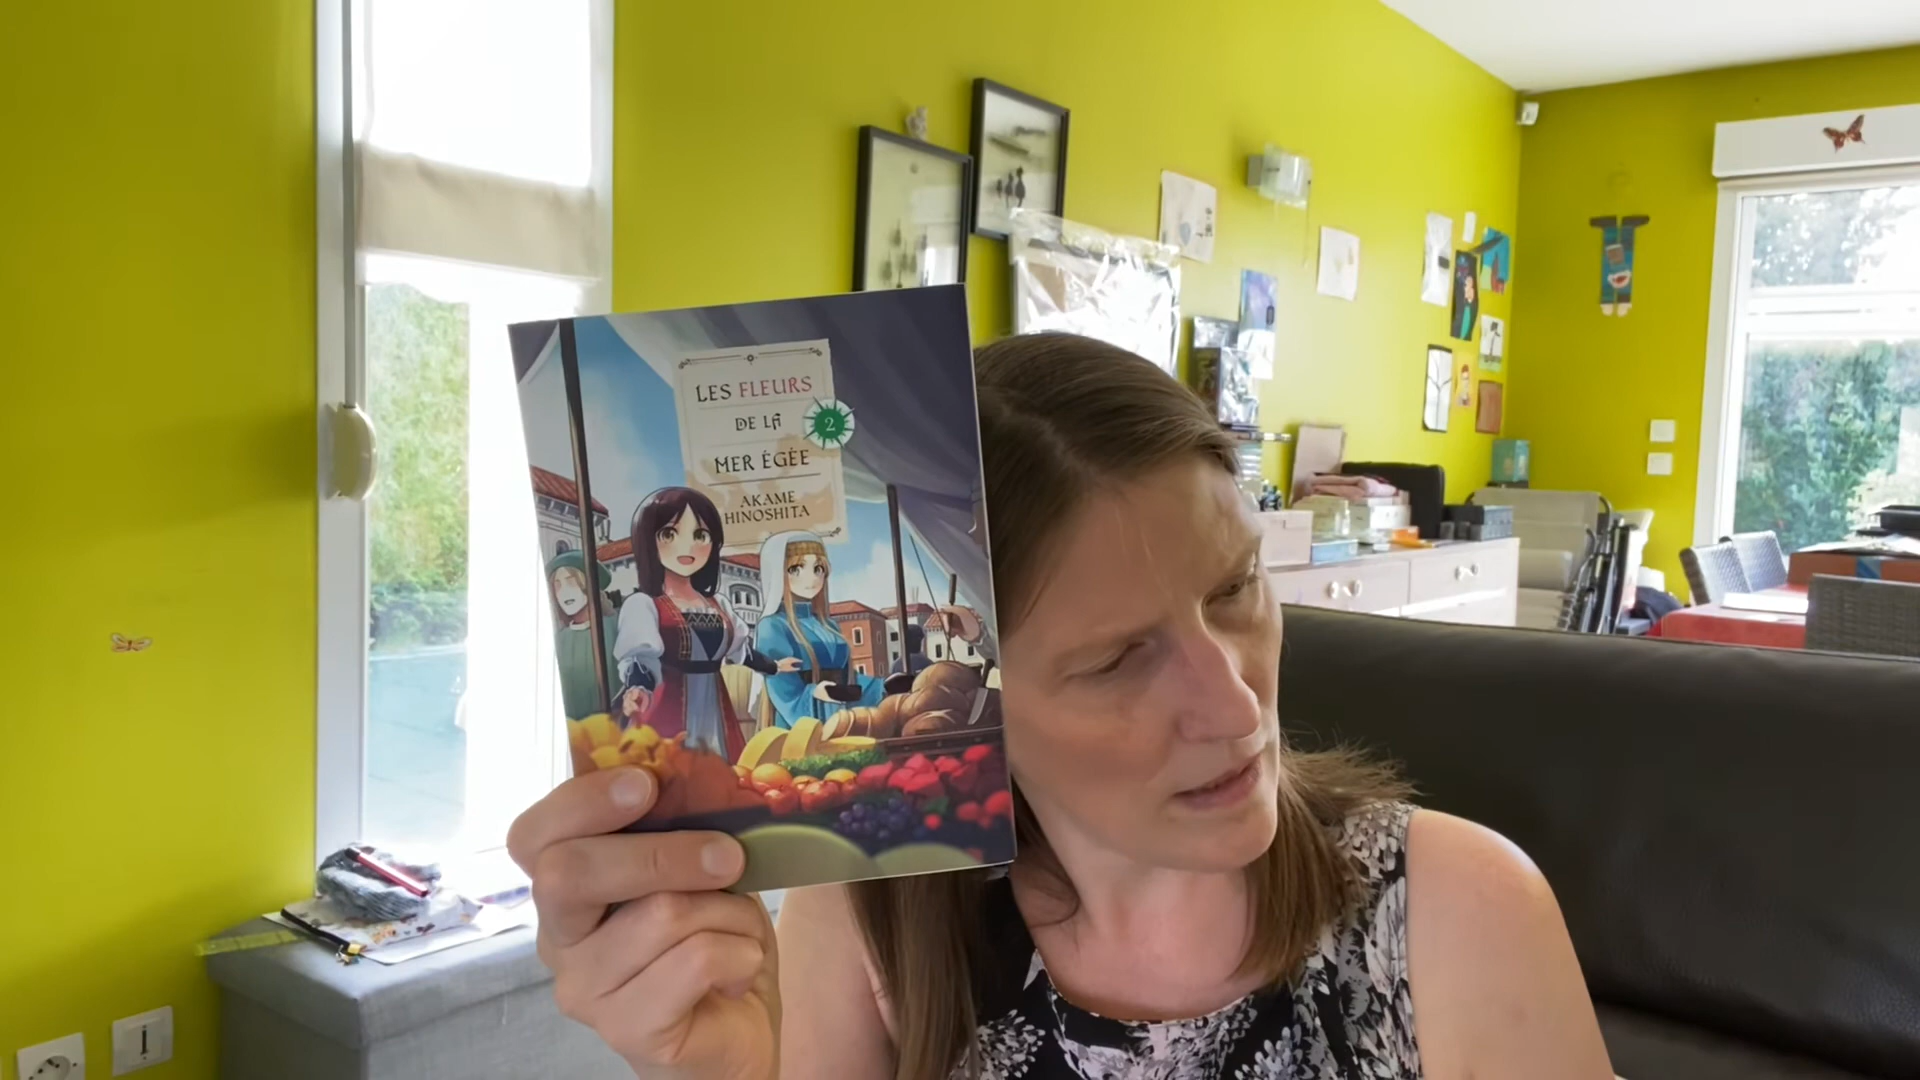 LES FLEURS
DE LA
2
MER ÉGÉE
AKAME
HINOSHITA